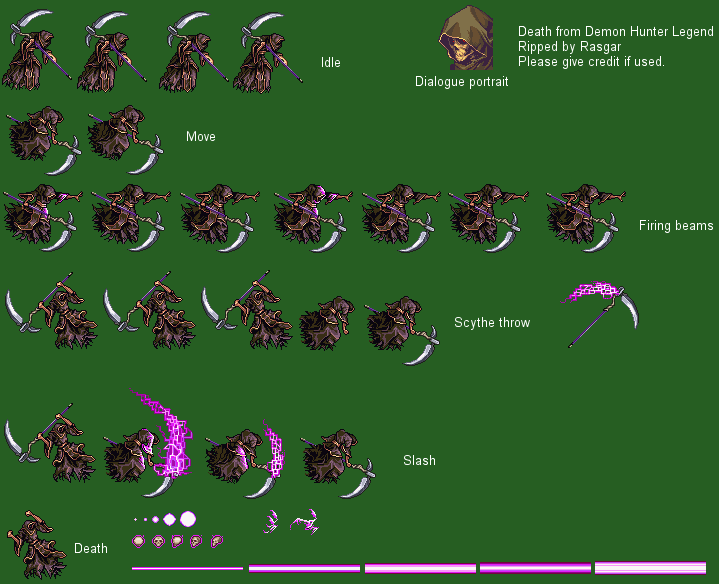 Death from Demon Hunter Legend
Ripped by Rasgar
Please give credit if used.
Idle
Dialogue portrait
Move
Firing beams
Scythe throw
Slash
Death